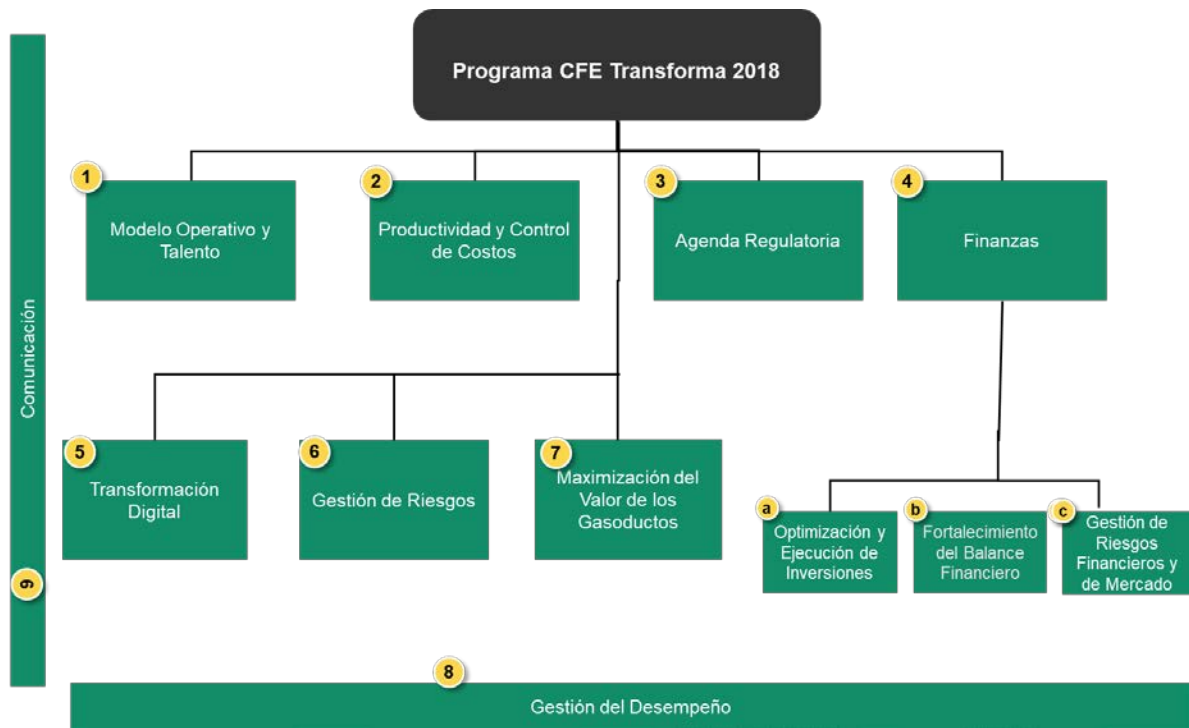 Programa CFE Transforma 2018
1
Modelo Operativo y
Talento
2
Productividad y Control
de Costos
3
Agenda Regulatoria
4
Finanzas
5
Transformación
Digital
6
Gestión de Riesgos
7
Maximización del
Valor de los
Gasoductos
a
Optimización y
Ejecución de
Inversiones
b
Fortalecimiento
del Balance
Financiero
c
Gestión de
Riesgos
Financieros y
de Mercado
8
Gestión del Desempeño
9
Comunicación